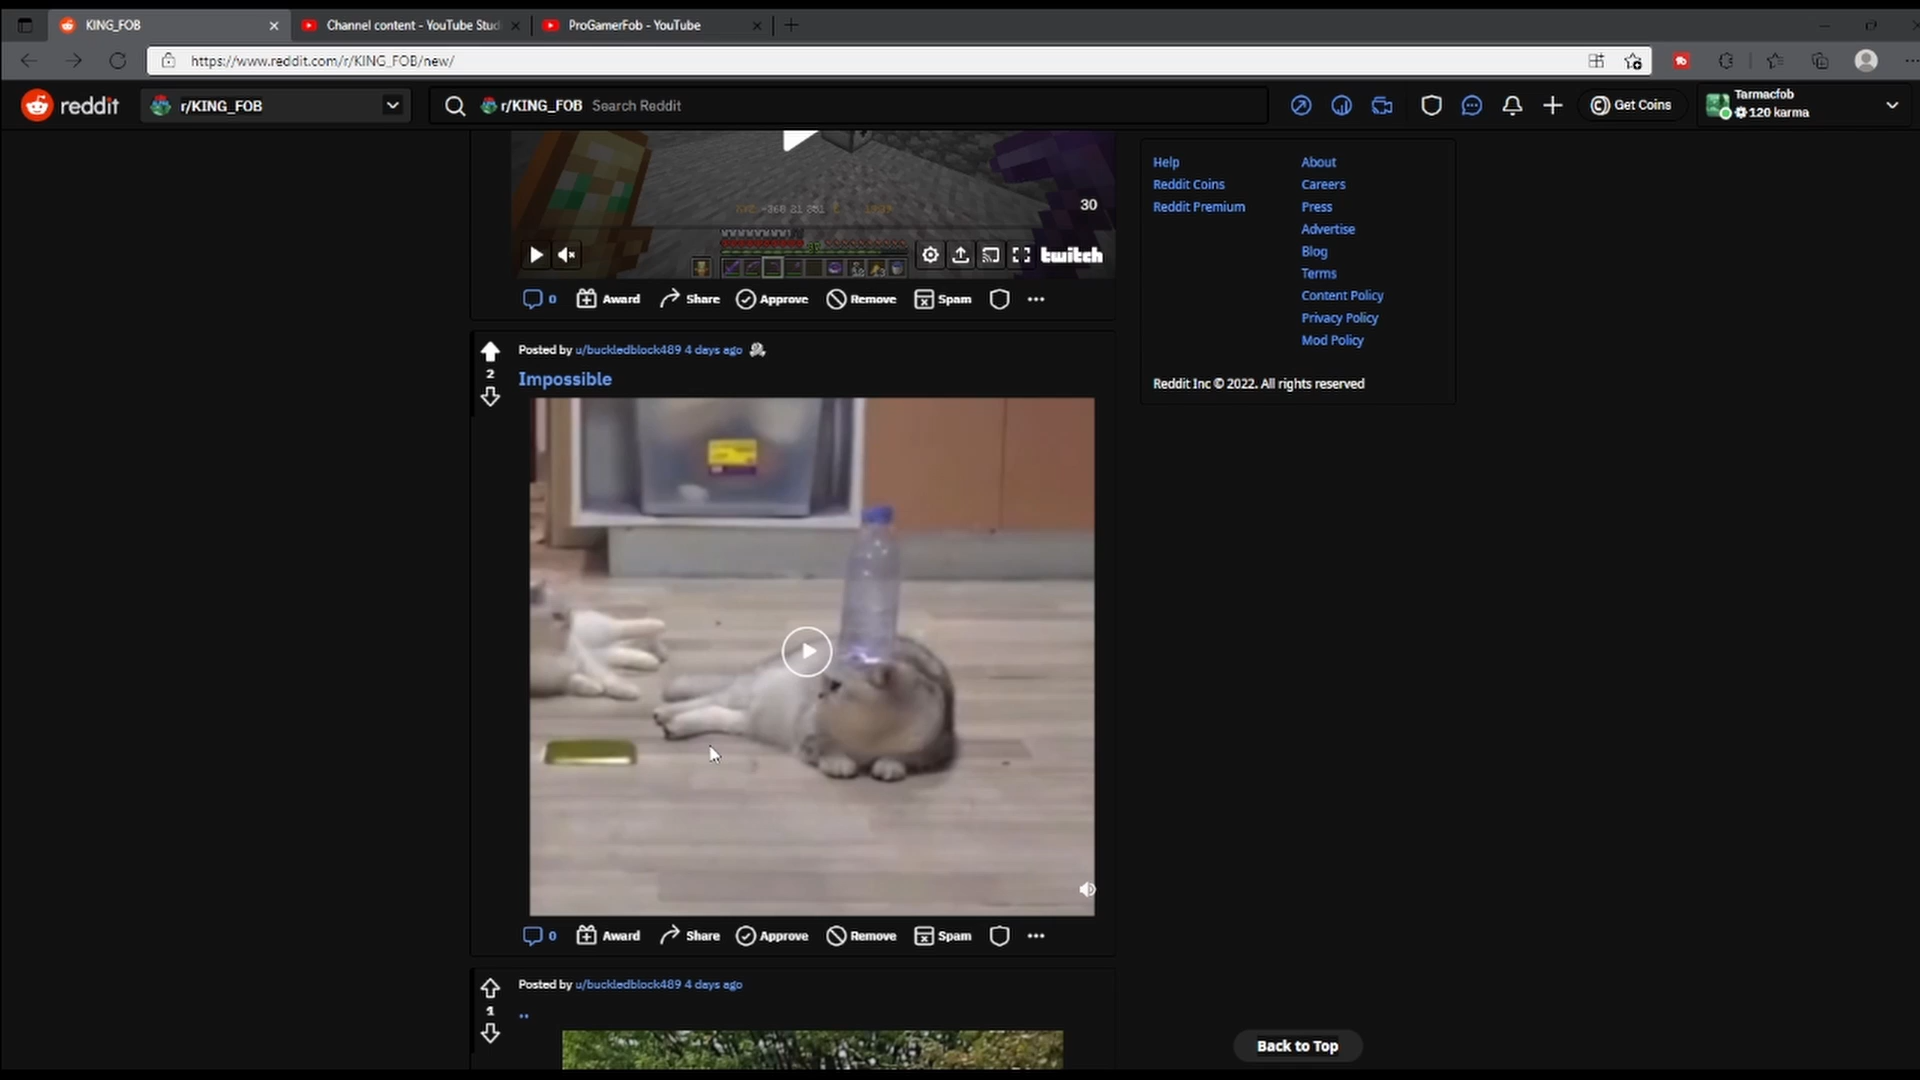 KING_FOB
Channel content - YouTube Stud
ProGamerFob - YouTube
https://www.reddit.com/r/KING_FOB/new/
reddit
r/KING_FOB
r/KING_FOB Search Reddit
Get Coins
Tarmacfob
120 karma
30
twitch
0 Award Share Approve Remove Spam
Help
About
Reddit Coins
Careers
Reddit Premium
Press
Advertise
Blog
Terms
Content Policy
Privacy Policy
Mod Policy
Reddit Inc © 2022. All rights reserved
Posted by u/buckledblock489 4 days ago
2
Impossible
0 Award Share Approve Remove Spam
Posted by u/buckledblock489 4 days ago
1
..
Back to Top